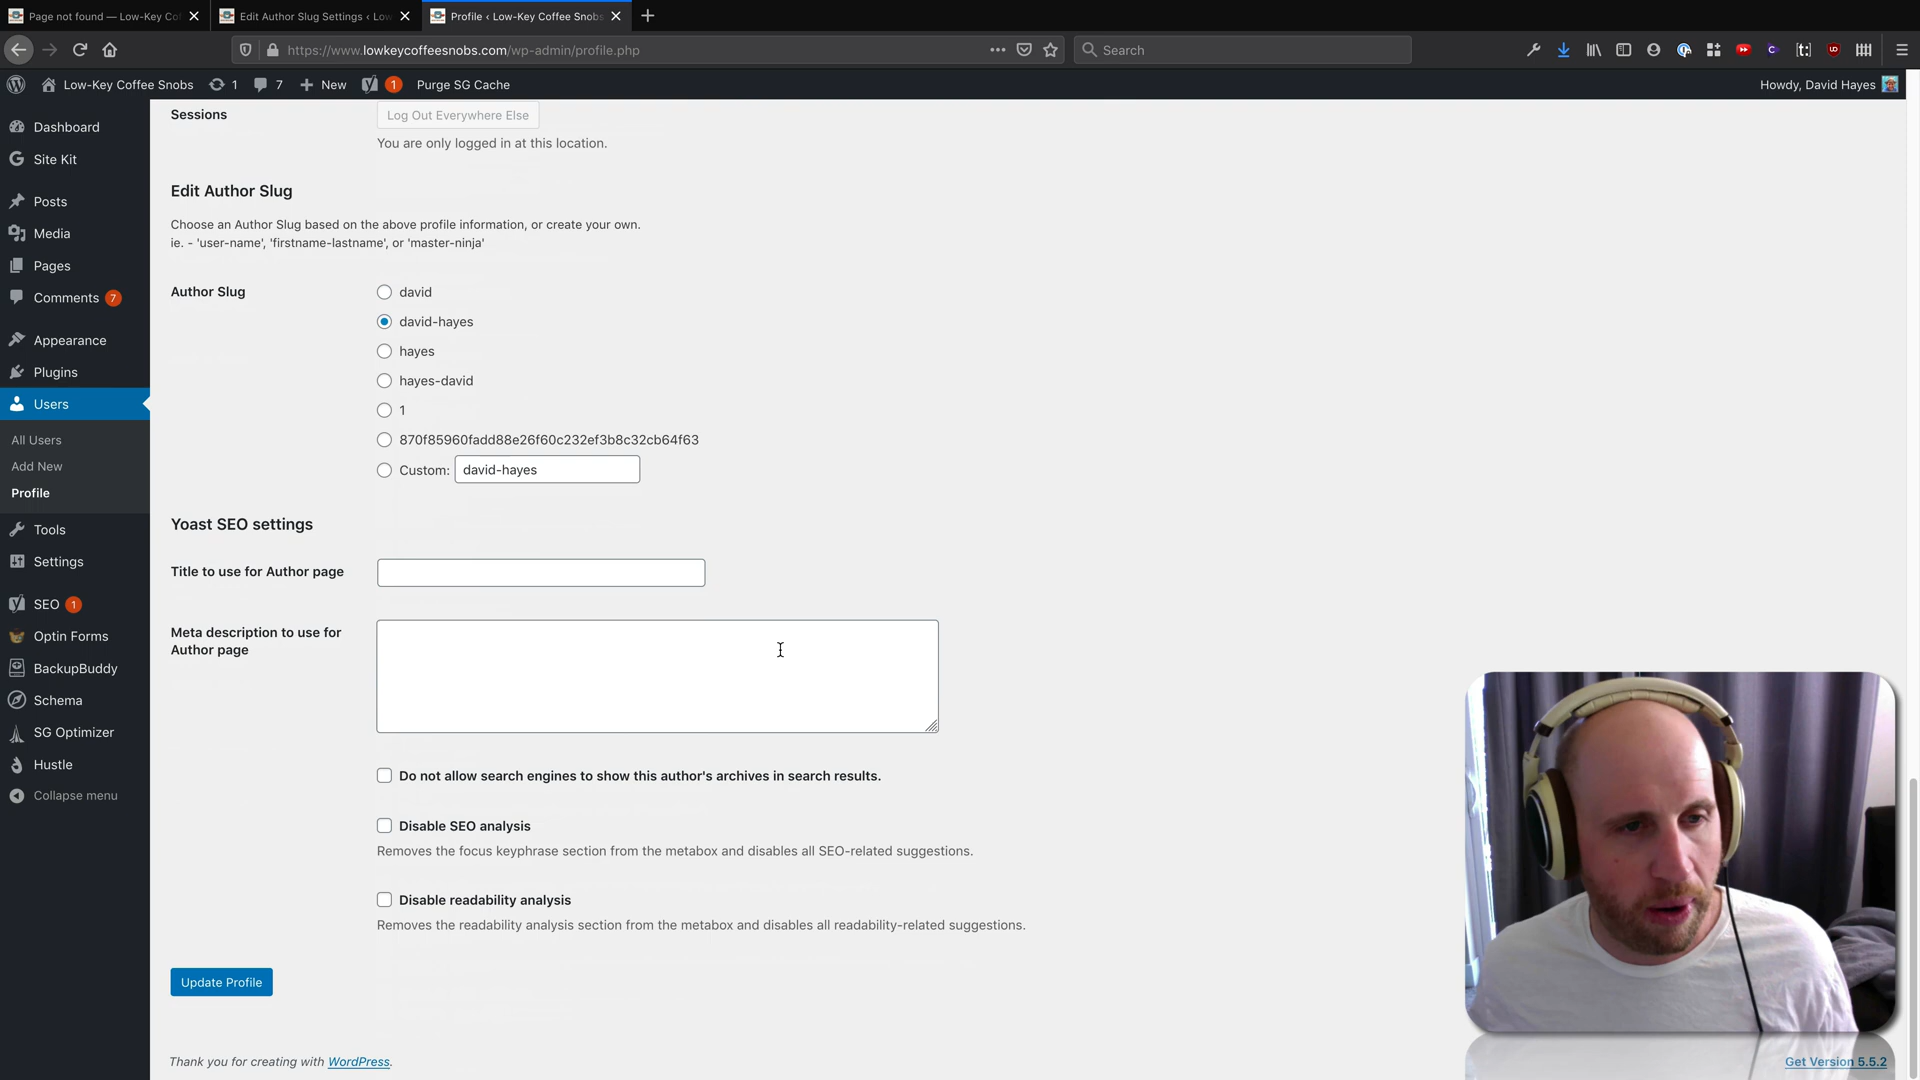 Page not found — Low-Key Cof
Edit Author Slug Settings ‹ Low
Profile ‹ Low-Key Coffee Snobs
https://www.lowkeycoffeesnobs.com/wp-admin/profile.php
Search
Low-Key Coffee Snobs
1
7
New
1
Purge SG Cache
Howdy, David Hayes
Dashboard
Site Kit
Posts
Media
Pages
Comments 7
Appearance
Plugins
Users
All Users
Add New
Profile
Tools
Settings
SEO 1
Optin Forms
BackupBuddy
Schema
SG Optimizer
Hustle
Collapse menu
Sessions
Log Out Everywhere Else
You are only logged in at this location.
Edit Author Slug
Choose an Author Slug based on the above profile information, or create your own.
ie. - 'user-name', 'firstname-lastname', or 'master-ninja'
Author Slug
david
david-hayes
hayes
hayes-david
1
870f85960fadd88e26f60c232ef3b8c32cb64f63
Custom: david-hayes
Yoast SEO settings
Title to use for Author page
Meta description to use for
Author page
Do not allow search engines to show this author's archives in search results.
Disable SEO analysis
Removes the focus keyphrase section from the metabox and disables all SEO-related suggestions.
Disable readability analysis
Removes the readability analysis section from the metabox and disables all readability-related suggestions.
Update Profile
Thank you for creating with WordPress.
Get Version 5.5.2